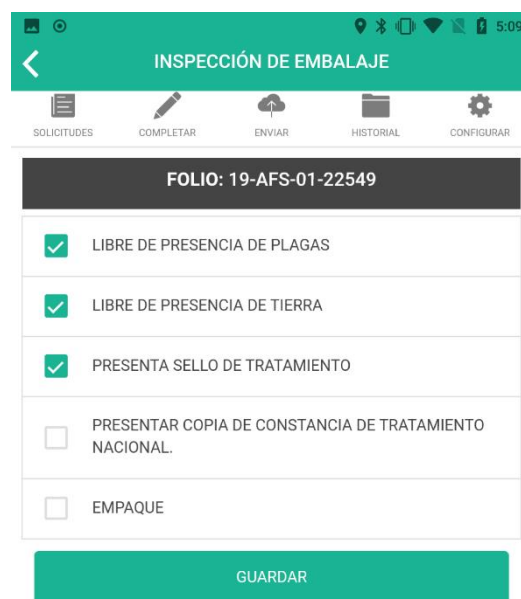 5:09
INSPECCIÓN DE EMBALAJE
SOLICITUDES COMPLETAR ENVIAR HISTORIAL CONFIGURAR
FOLIO: 19-AFS-01-22549
LIBRE DE PRESENCIA DE PLAGAS
LIBRE DE PRESENCIA DE TIERRA
PRESENTA SELLO DE TRATAMIENTO
PRESENTAR COPIA DE CONSTANCIA DE TRATAMIENTO
NACIONAL.
EMPAQUE
GUARDAR